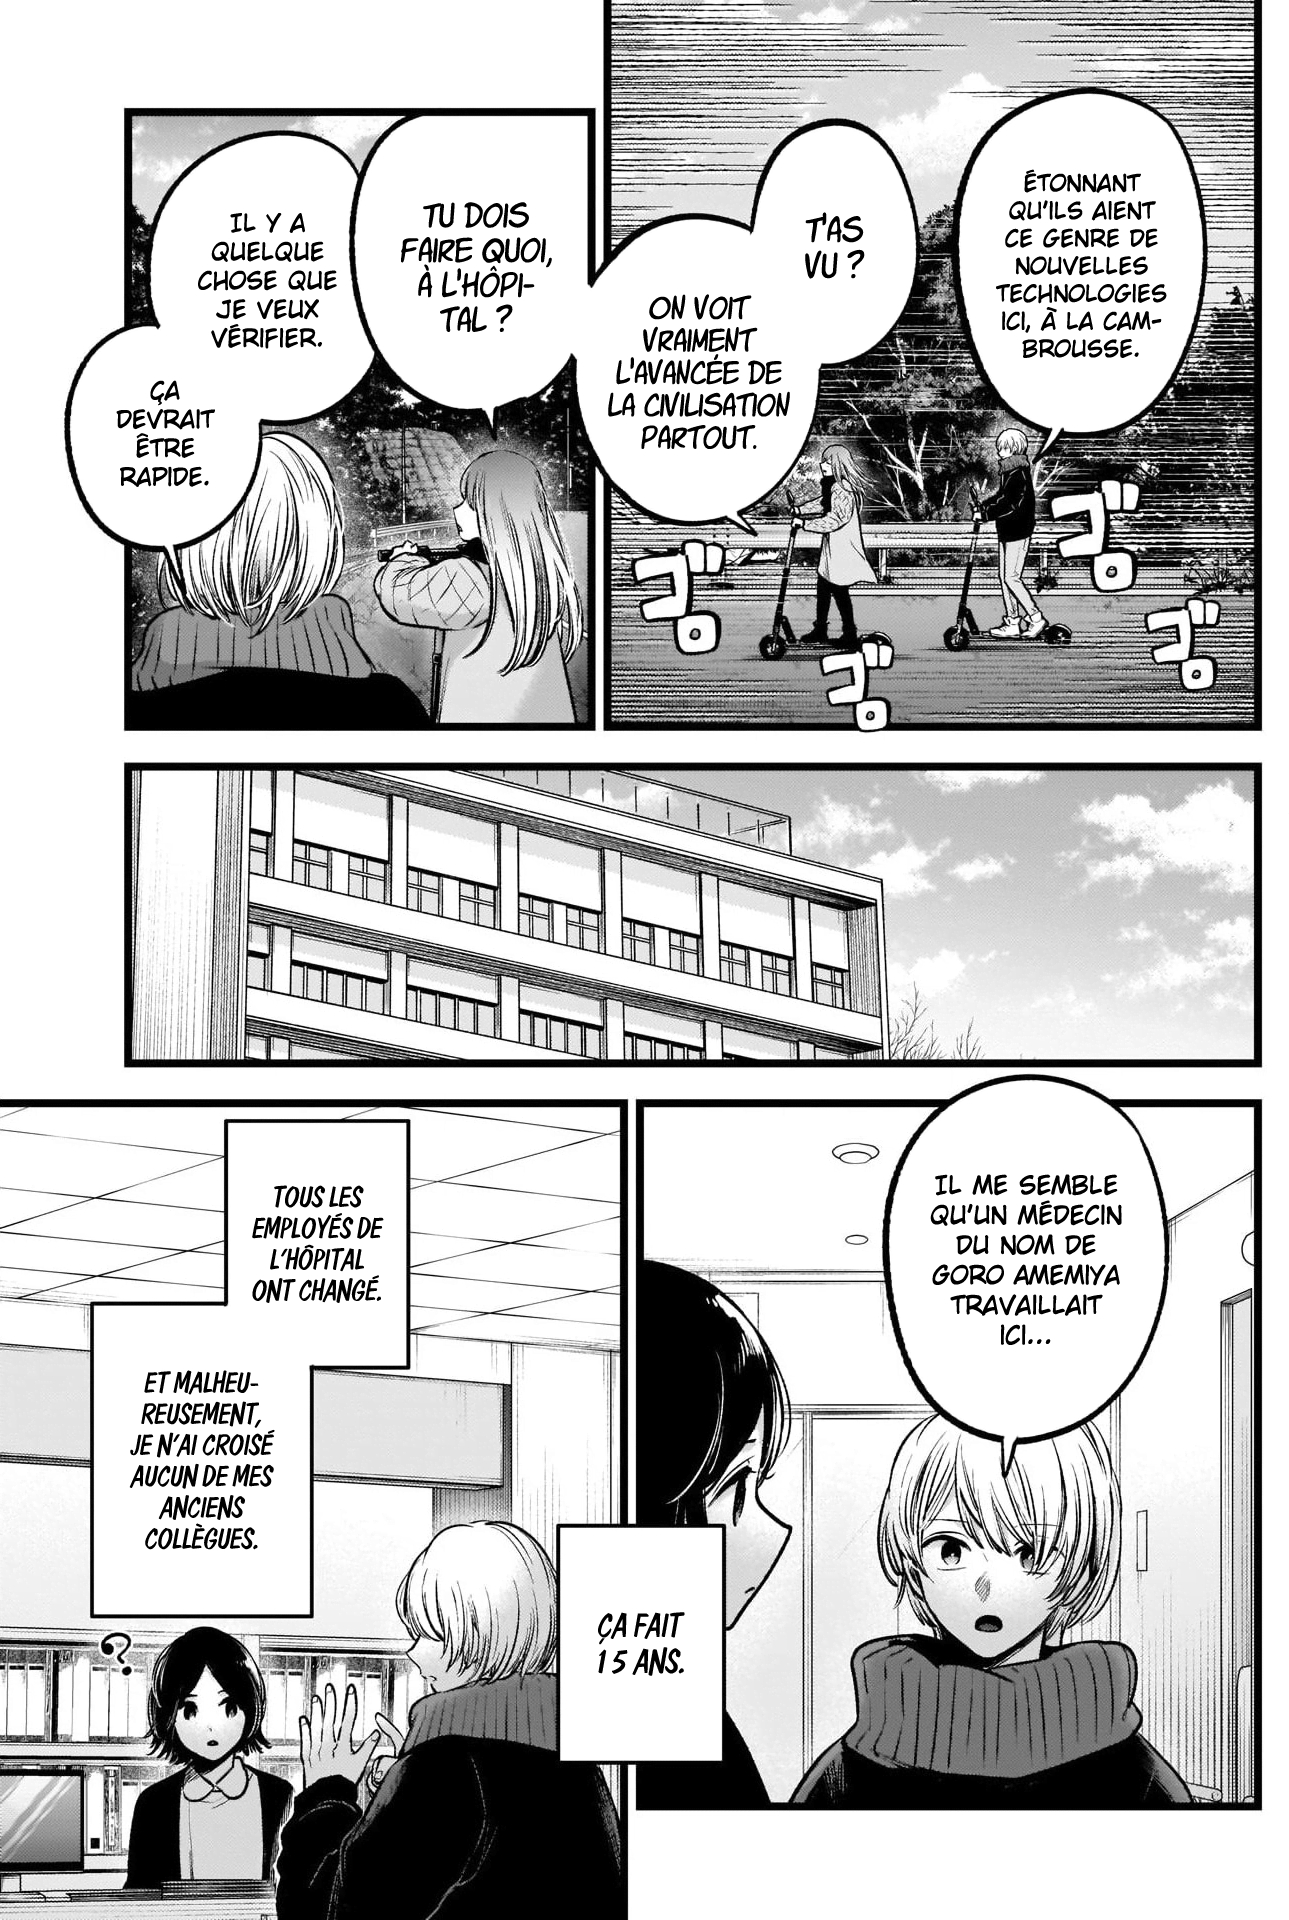 ÉTONNANT
QU'ILS AIENT
CE GENRE DE
NOUVELLES
TECHNOLOGIES
ICI, À LA CAM-
BROUSSE.
T'AS
VU ?
ON VOIT
VRAIMENT
L'AVANCÉE DE
LA CIVILISATION
PARTOUT.
ゴ
ゴ
ゴ
ゴ
TU DOIS
FAIRE QUOI,
À L'HÔPI-
TAL ?
IL Y A
QUELQUE
CHOSE QUE
JE VEUX
VÉRIFIER.
ÇA
DEVRAIT
ÊTRE
RAPIDE.
IL ME SEMBLE
QU'UN MÉDECIN
DU NOM DE
GORO AMEMIYA
TRAVAILLAIT
ICI...
ÇA FAIT
15 ANS.
TOUS LES
EMPLOYÉS DE
L'HÔPITAL
ONT CHANGÉ.
ET MALHEU-
REUSEMENT,
JE N'AI CROISÉ
AUCUN DE MES
ANCIENS
COLLÈGUES.
?